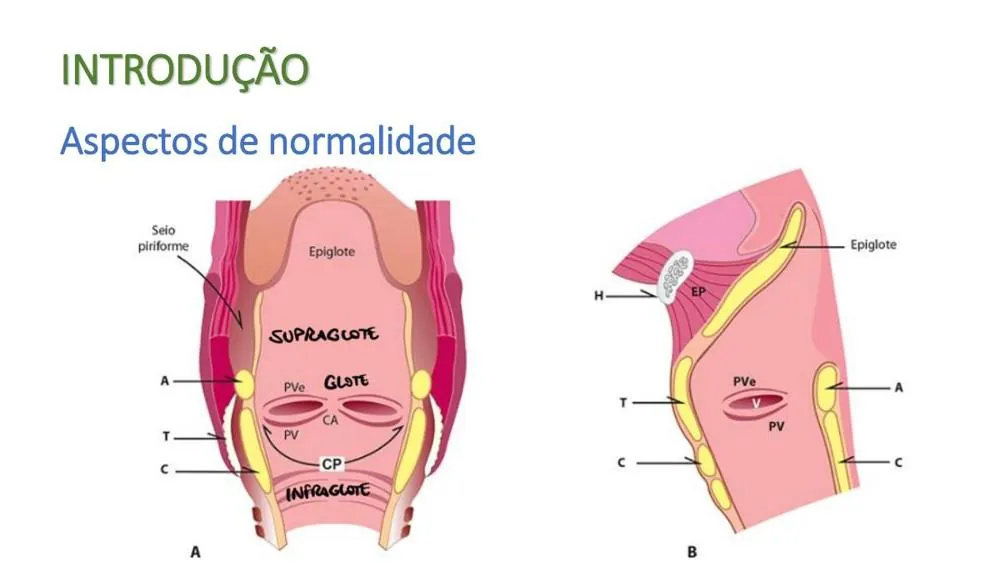 INTRODUÇÃO
Aspectos de normalidade
Seio
piriforme
Epiglote
SUPRAGLOTE
A
PVe
GLOTE
CA
PV
T
CP
C
INFRAGLOTE
A
Epiglote
H
EP
PVe
V
A
T
PV
C
C
B